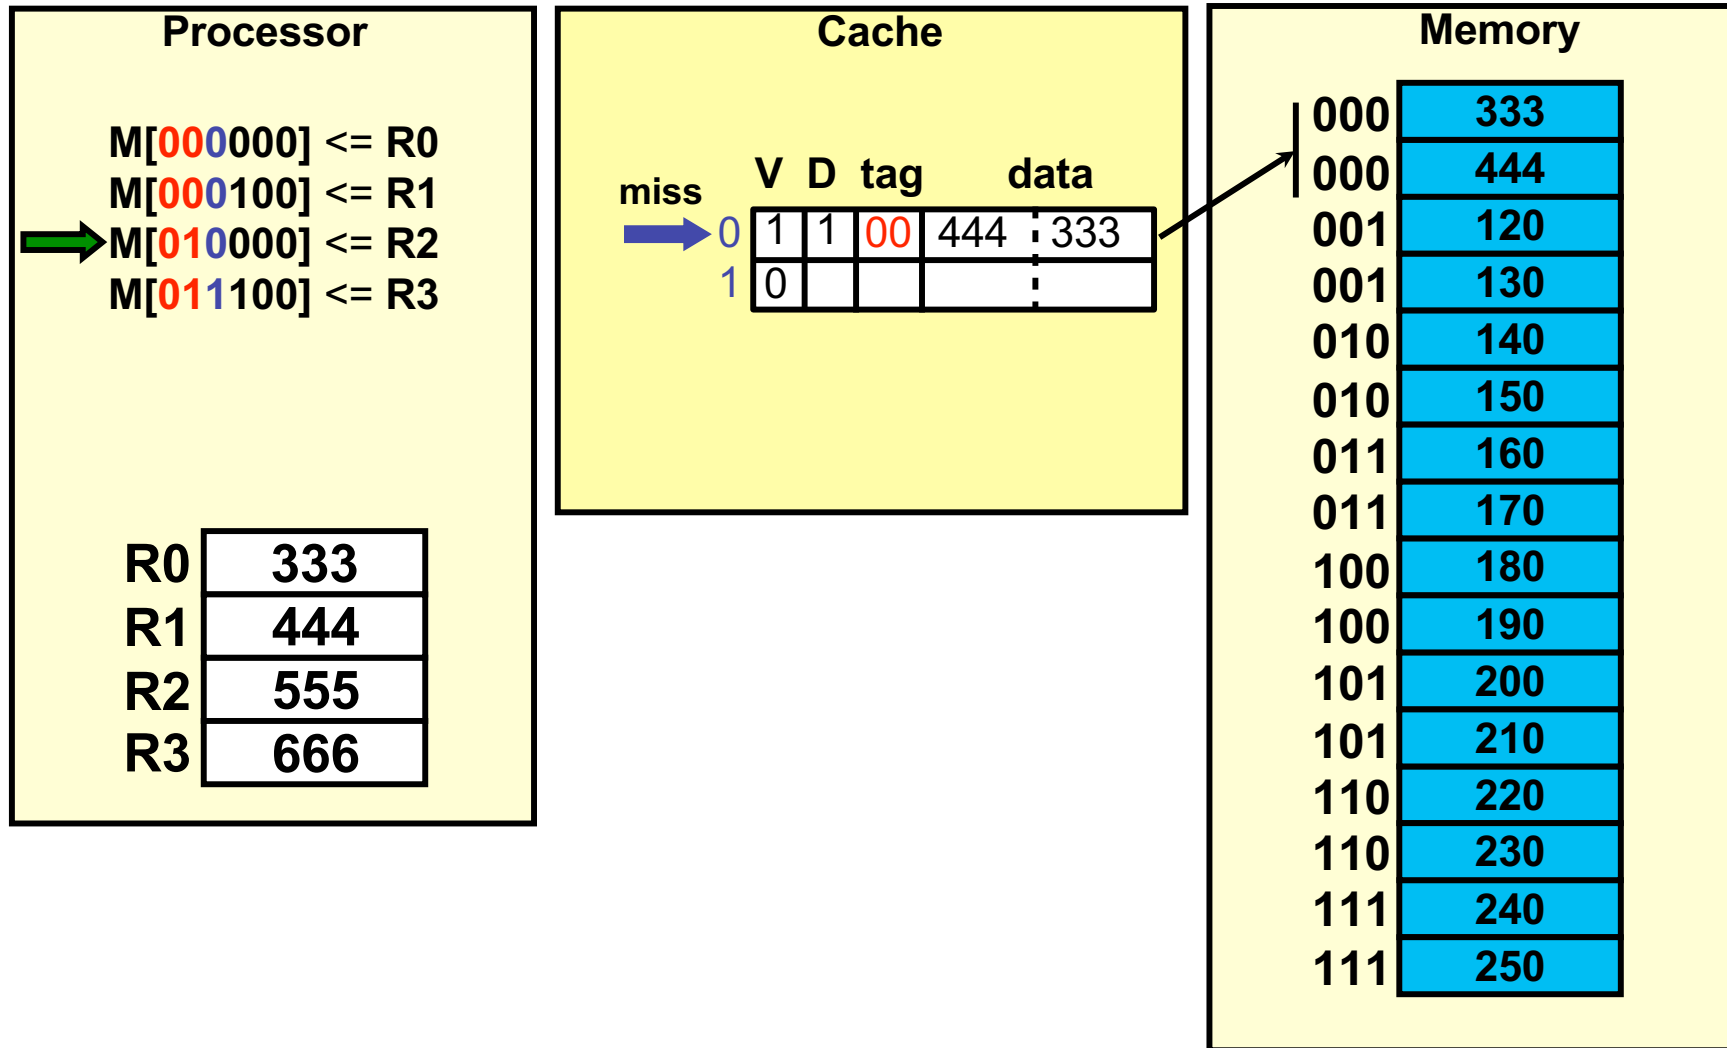 Processor
M[000000] <= R0
M[000100] <= R1
M[010000] <= R2
M[011100] <= R3
R0 333
R1 444
R2 555
R3 666
Cache
miss
V D tag data
0 1 1 00 444 333
1 0
Memory
000 333
000 444
001 120
001 130
010 140
010 150
011 160
011 170
100 180
100 190
101 200
101 210
110 220
110 230
111 240
111 250